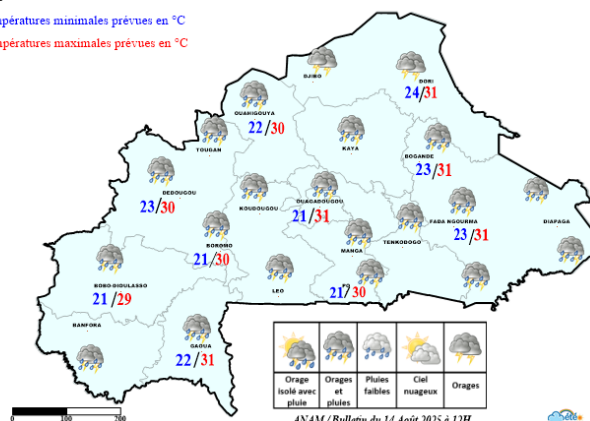 mpératures minimales prévues en °C
mpératures maximales prévues en °C
DJIBO
DORI
24/31
OUAHIGOUYA
22/30
TOUGAN
KAYA
BOGANDE
23/31
DEDOUGOU
23/30
KOUDOUGOU
OUAGADOUGOU
21/31
FADA NGOURMA
23/31
DIAPAGA
BOROMO
21/30
MANGA
TENKODOGO
BOBO-DIOULASSO
21/29
LEO
PO
21/30
BANFORA
GAOUA
22/31
Orage isolé avec pluie
Orages et pluies
Pluies faibles
Ciel nuageux
Orages
0 100 200
ANAM / Bulletin du 14 Août 2025 à 12H